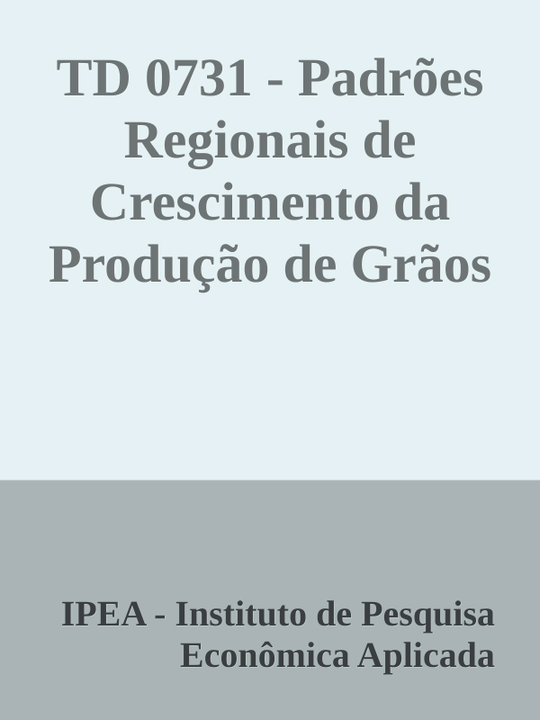 TD 0731 - Padrões
Regionais de
Crescimento da
Produção de Grãos
IPEA - Instituto de Pesquisa
Econômica Aplicada